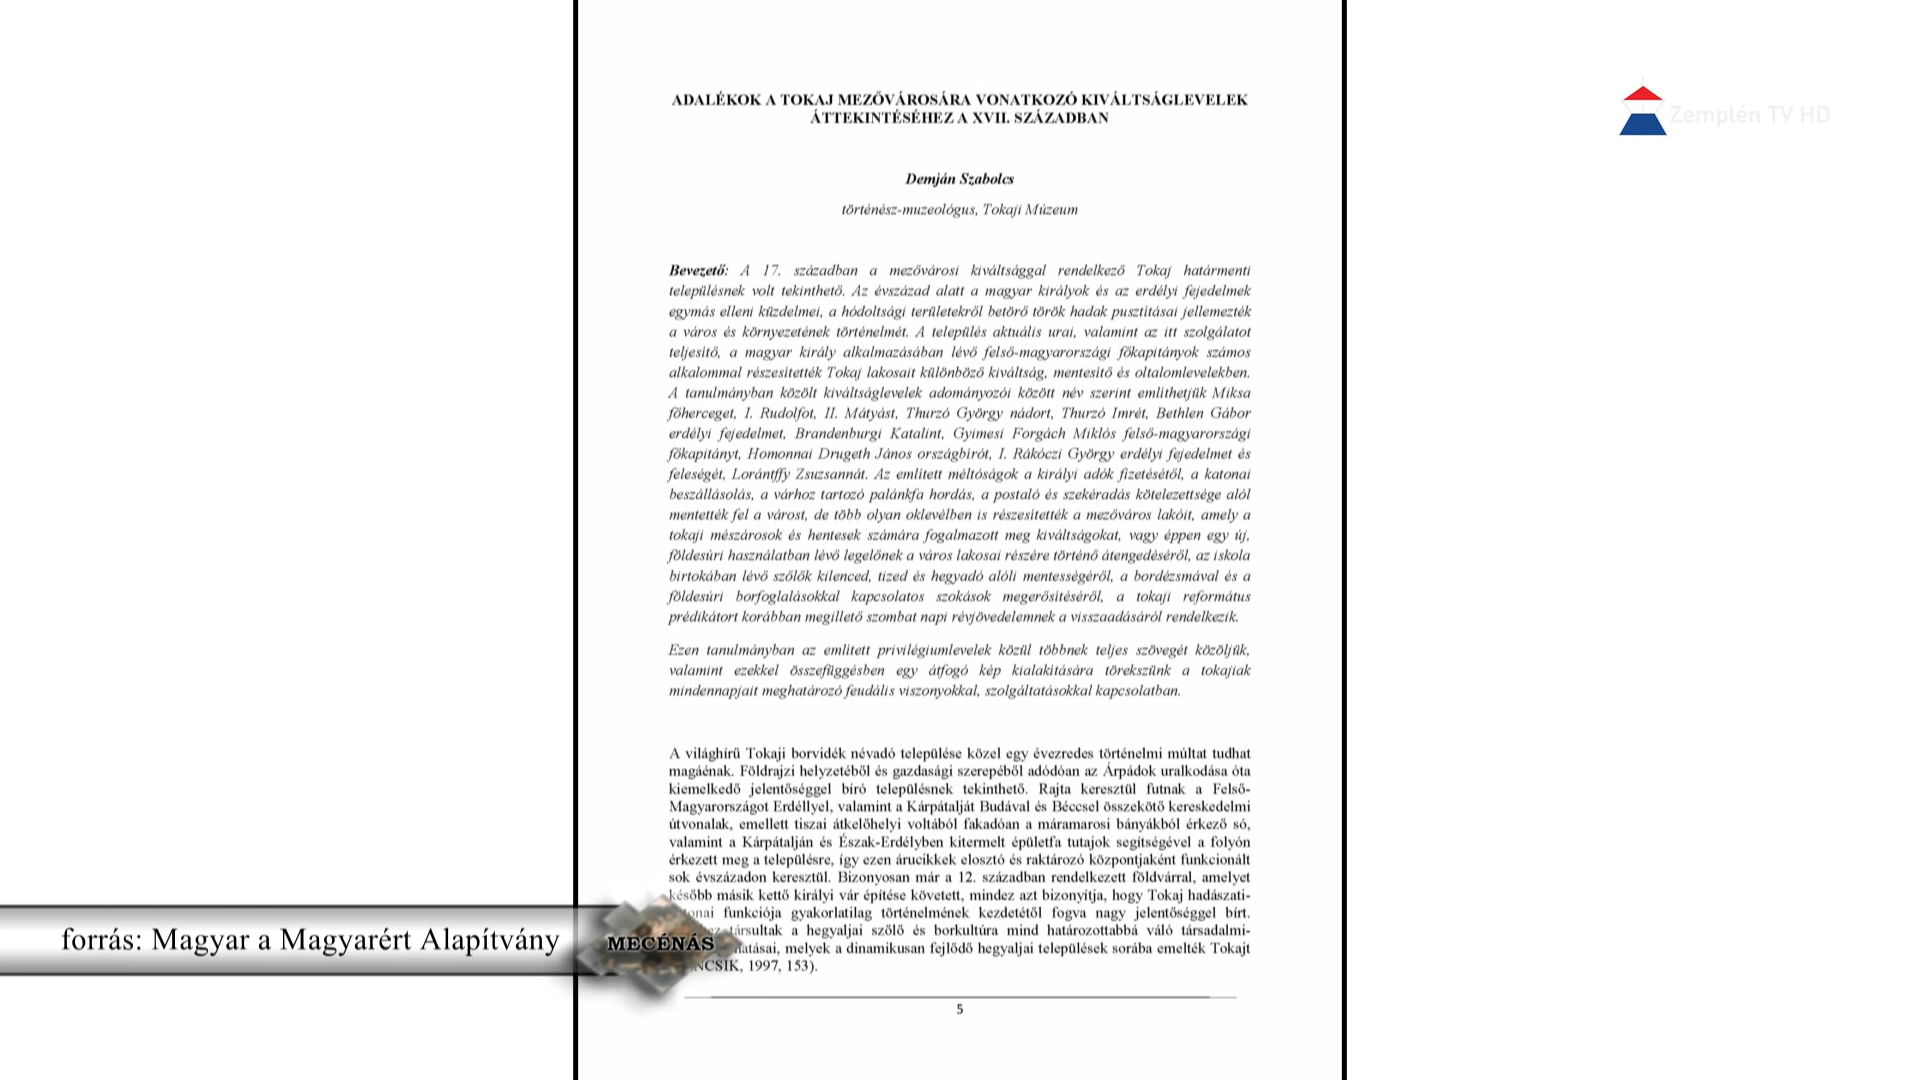 ADALÉKOK A TOKAJ MEZŐVÁROSÁRA VONATKOZÓ KIVÁLTSÁGLEVELEK
ÁTTEKINTÉSÉHEZ A XVII. SZÁZADBAN
Zemplén TV HD
Demján Szabolcs
történész-muzeológus, Tokaji Múzeum
Bevezető: A 17. században a mezővárosi kiváltsággal rendelkező Tokaj határmenti
településnek volt tekinthető. Az évszázad alatt a magyar királyok és az erdélyi fejedelmek
egymás elleni küzdelmei, a hódoltsági területekről betörő török hadak pusztításai jellemezték
a város és környezetének történelmét. A település aktuális urai, valamint az itt szolgálatot
teljesítő, a magyar király alkalmazásában lévő felső-magyarországi főkapitányok számos
alkalommal részesítették Tokaj lakosait különböző kiváltság, mentesítő és oltalomlevelekben.
A tanulmányban közölt kiváltságlevelek adományozói között név szerint említhetjük Miksa
főherceget, I. Rudolfot, II. Mátyást, Thurzó György nádort, Thurzó Imrét, Bethlen Gábor
erdélyi fejedelmet, Brandenburgi Katalint, Gyimesi Forgách Miklós felső-magyarországi
főkapitányt, Homonnai Drugeth János országbírót, I. Rákóczi György erdélyi fejedelmet és
feleségét, Lorántffy Zsuzsannát. Az említett méltóságok a királyi adók fizetésétől, a katonai
beszállásolás, a várhoz tartozó palánkfa hordás, a postaló és szekéradás kötelezettsége alól
mentették fel a várost, de több olyan oklevélben is részesítették a mezőváros lakóit, amely a
tokaji mészárosok és hentesek számára fogalmazott meg kiváltságokat, vagy éppen egy új,
földesúri használatban lévő legelőnek a város lakosai részére történő átengedéséről, az iskola
birtokában lévő szőlők kilenced, tized és hegyadó alóli mentességéről, a bordézsmával és a
földesúri borfoglalásokkal kapcsolatos szokások megerősítéséről, a tokaji református
prédikátort korábban megillető szombat napi révjövedelemnek a visszaadásáról rendelkezik.
Ezen tanulmányban az említett privilégiumlevelek közül többnek teljes szövegét közöljük,
valamint ezekkel összefüggésben egy átfogó kép kialakítására törekszünk a tokajiak
mindennapjait meghatározó feudális viszonyokkal, szolgáltatásokkal kapcsolatban.
A világhírű Tokaji borvidék névadó települése közel egy évezredes történelmi múltat tudhat
magáénak. Földrajzi helyzetéből és gazdasági szerepéből adódóan az Árpádok uralkodása óta
kiemelkedő jelentőséggel bíró településnek tekinthető. Rajta keresztül futnak a Felső-
Magyarországot Erdéllyel, valamint a Kárpátalját Budával és Béccsel összekötő kereskedelmi
útvonalak, emellett tiszai átkelőhelyi voltából fakadóan a máramarosi bányákból érkező só,
valamint a Kárpátalján és Észak-Erdélyben kitermelt épületfa tutajok segítségével a folyón
érkezett meg a településre, így ezen árucikkek elosztó és raktározó központjaként funkcionált
sok évszázadon keresztül. Bizonyosan már a 12. században rendelkezett földvárral, amelyet
később másik kettő királyi vár építése követett, mindez azt bizonyítja, hogy Tokaj hadászati-
funkciója gyakorlatilag történelmének kezdetétől fogva nagy jelentőséggel bírt.
társultak a hegyaljai szőlő és borkultúra mind határozottabbá váló társadalmi-
melyek a dinamikusan fejlődő hegyaljai települések sorába emelték Tokajt
1997, 153).
forrás: Magyar a Magyarért Alapítvány
MECÉNÁS
5